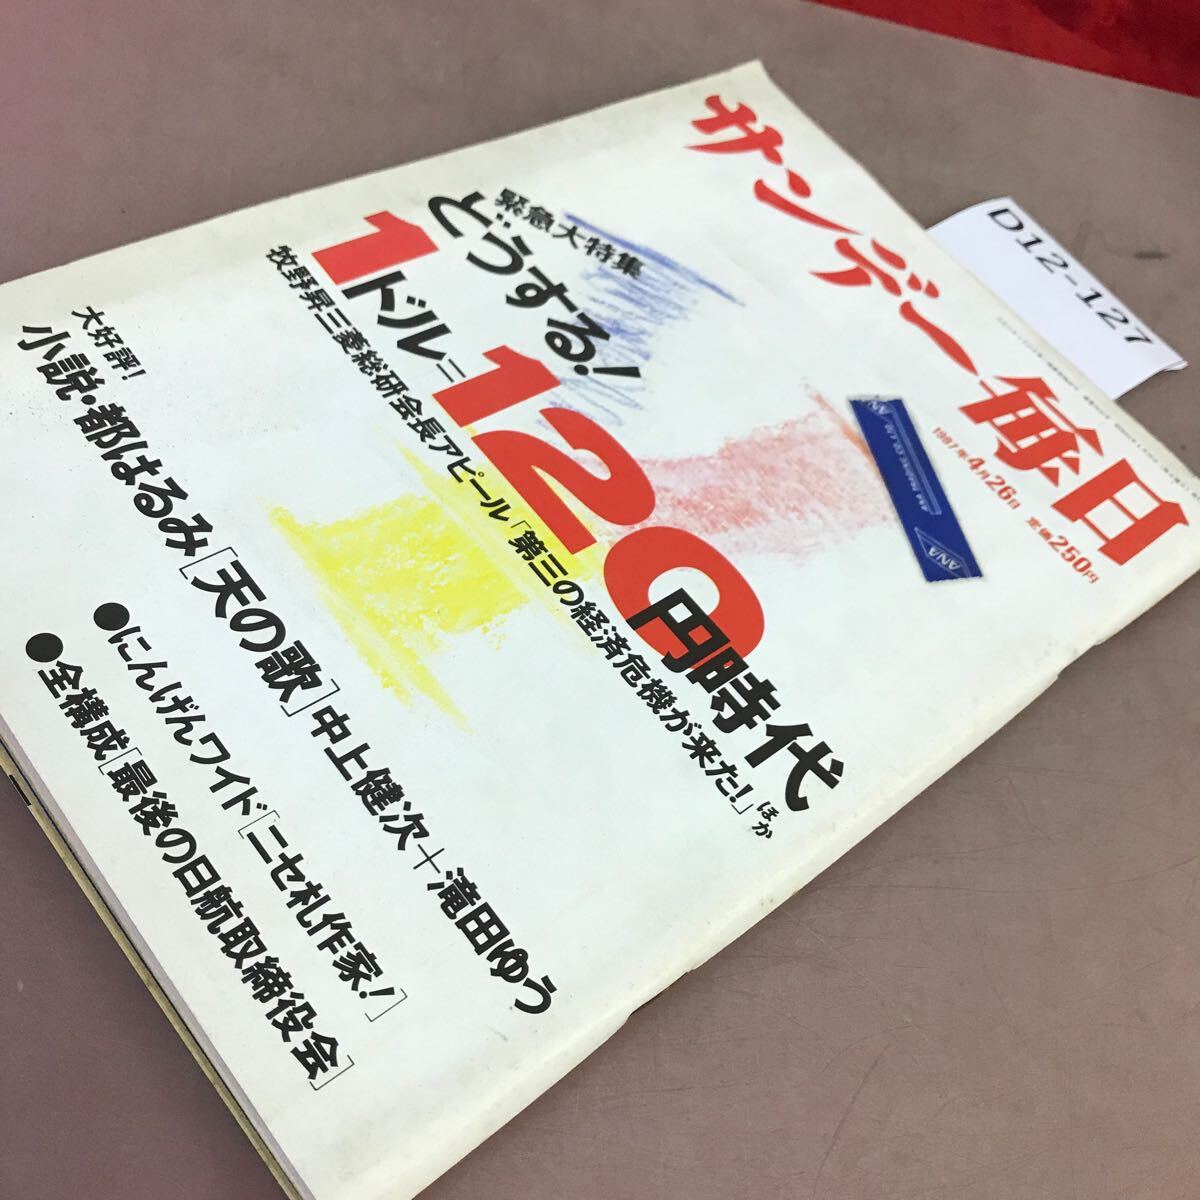 サンデー毎日
1987年4月26日 定価250円
緊急大特集
どうする!
1ドル=120円時代
牧野昇三菱総研会長アピール「第三の経済危機が来た!」ほか
大好評!
小説・都はるみ[天の歌]中上健次+滝田ゆう
●にんげんワイド[ニセ札作家!]
●全構成[最後の日航取締役会]
D12-127
ANA
ANA